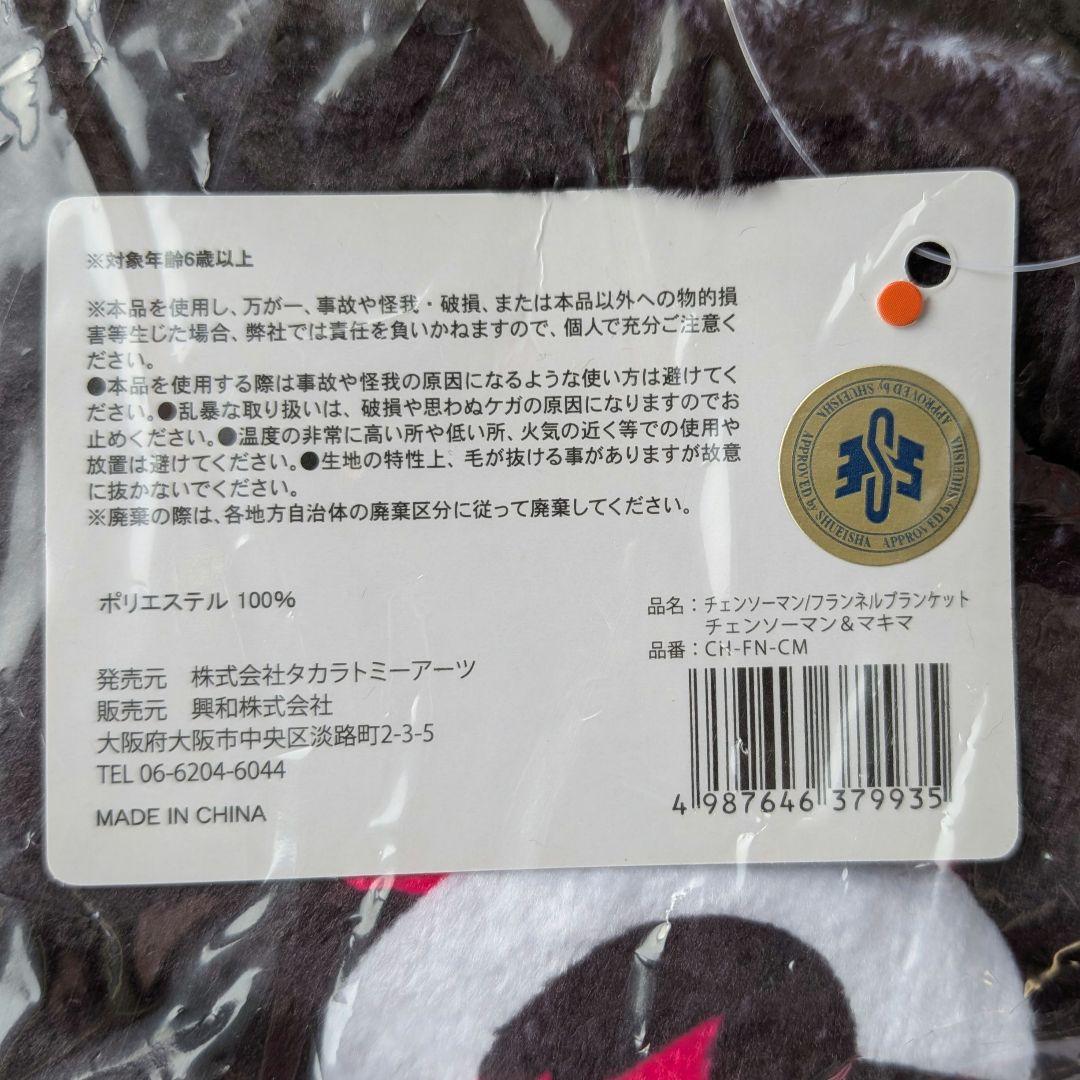 ※対象年齢6歳以上
※本品を使用し、万が一、事故や怪我・破損、または本品以外への物的損
害等生じた場合、弊社では責任を負いかねますので、個人で充分ご注意く
ださい。
●本品を使用する際は事故や怪我の原因になるような使い方は避けてく
ださい。●乱暴な取り扱いは、破損や思わぬケガの原因になりますのでお
止めください。●温度の非常に高い所や低い所、火気の近く等での使用や
放置は避けてください。●生地の特性上、毛が抜ける事がありますが故意
に抜かないでください。
※廃棄の際は、各地方自治体の廃棄区分に従って廃棄してください。
APPROVED by SHUEISHA APPROVED by SHUEISHA APPROVED by SHUEISHA
ポリエステル 100%
品名：チェンソーマン/フランネルブランケット
チェンソーマン＆マキマ
品番：CH-FN-CM
発売元 株式会社タカラトミーアーツ
販売元 興和株式会社
大阪府大阪市中央区淡路町2-3-5
TEL 06-6204-6044
MADE IN CHINA
4 987646 379935